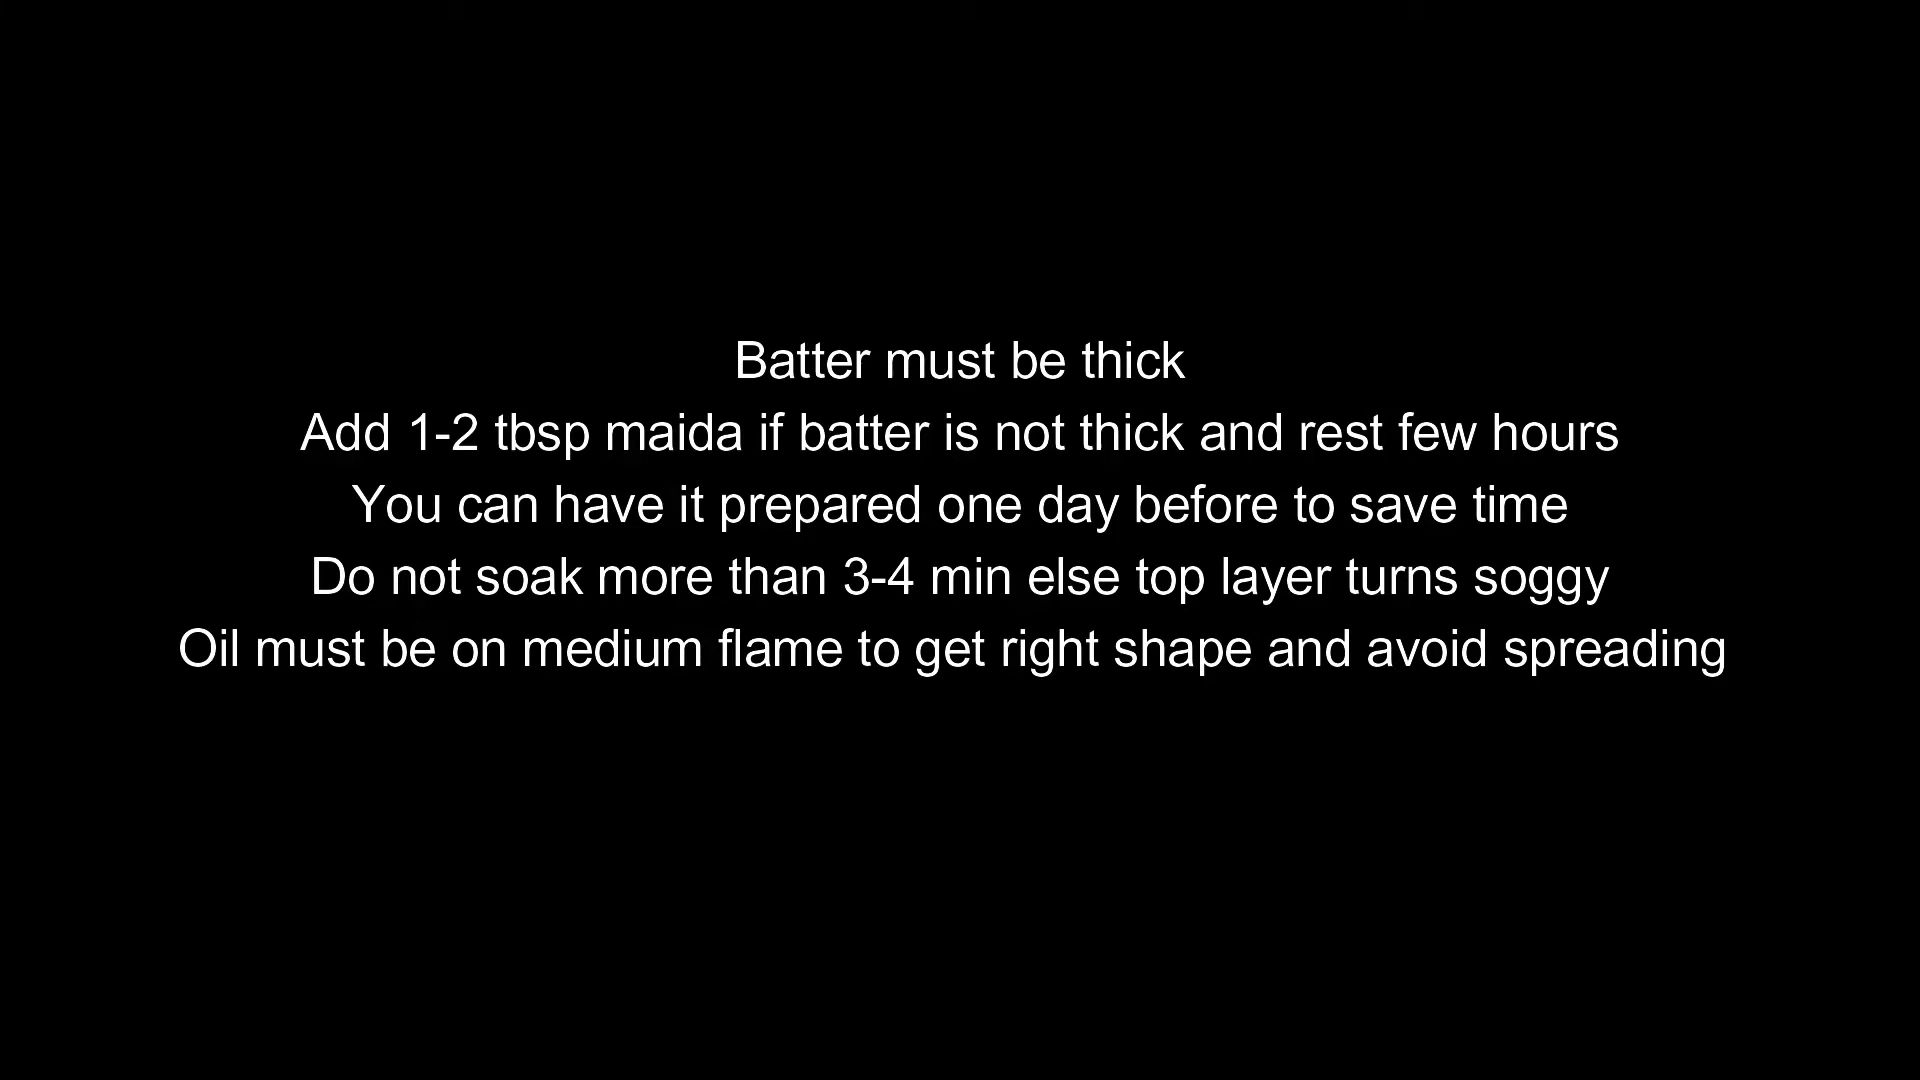 Batter must be thick
Add 1-2 tbsp maida if batter is not thick and rest few hours
You can have it prepared one day before to save time
Do not soak more than 3-4 min else top layer turns soggy
Oil must be on medium flame to get right shape and avoid spreading